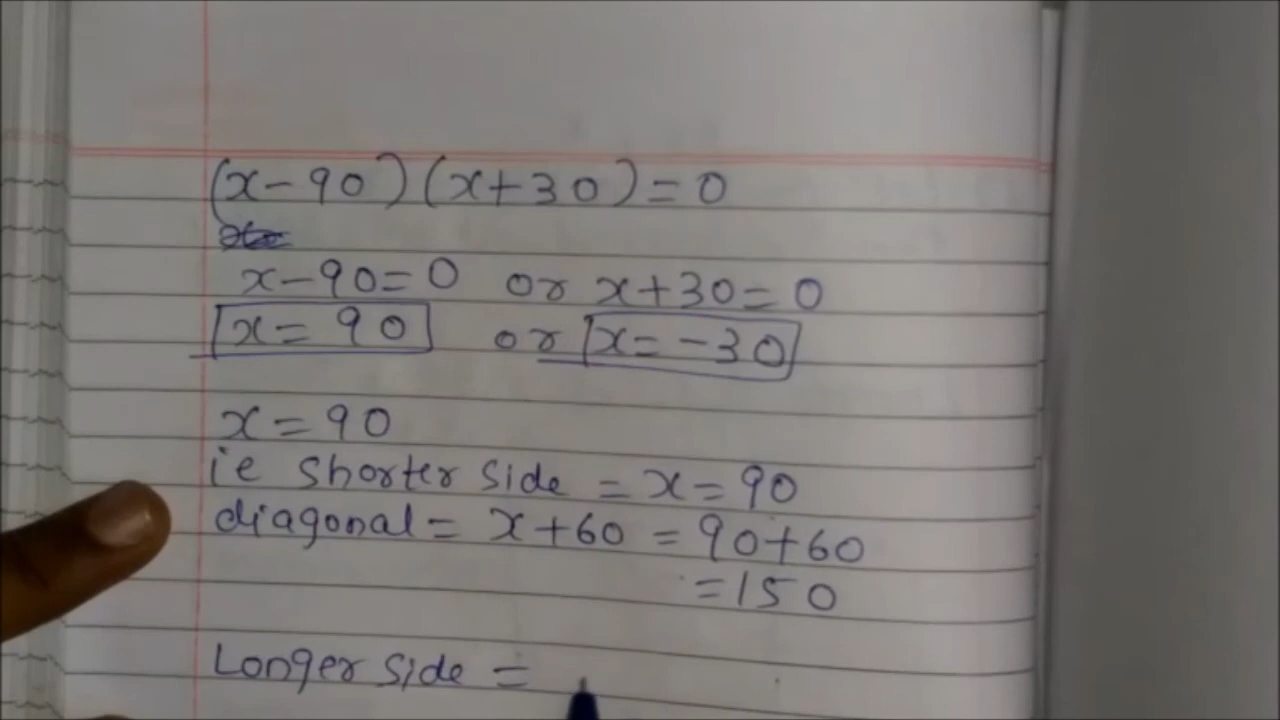 (x-90)(x+30)=0
x-90=0 or x+30=0
x=90 or x=-30
x=90
ie shorter side =x=90
diagonal= x+60 =90+60
=150
Longer side =